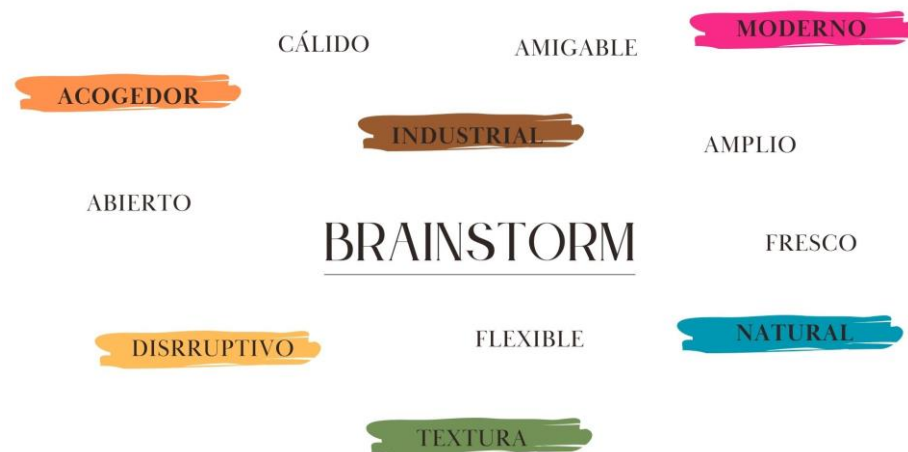 MODERNO
CÁLIDO
AMIGABLE
ACOGEDOR
INDUSTRIAL
AMPLIO
ABIERTO
BRAINSTORM
FRESCO
DISRRUPTIVO
FLEXIBLE
NATURAL
TEXTURA